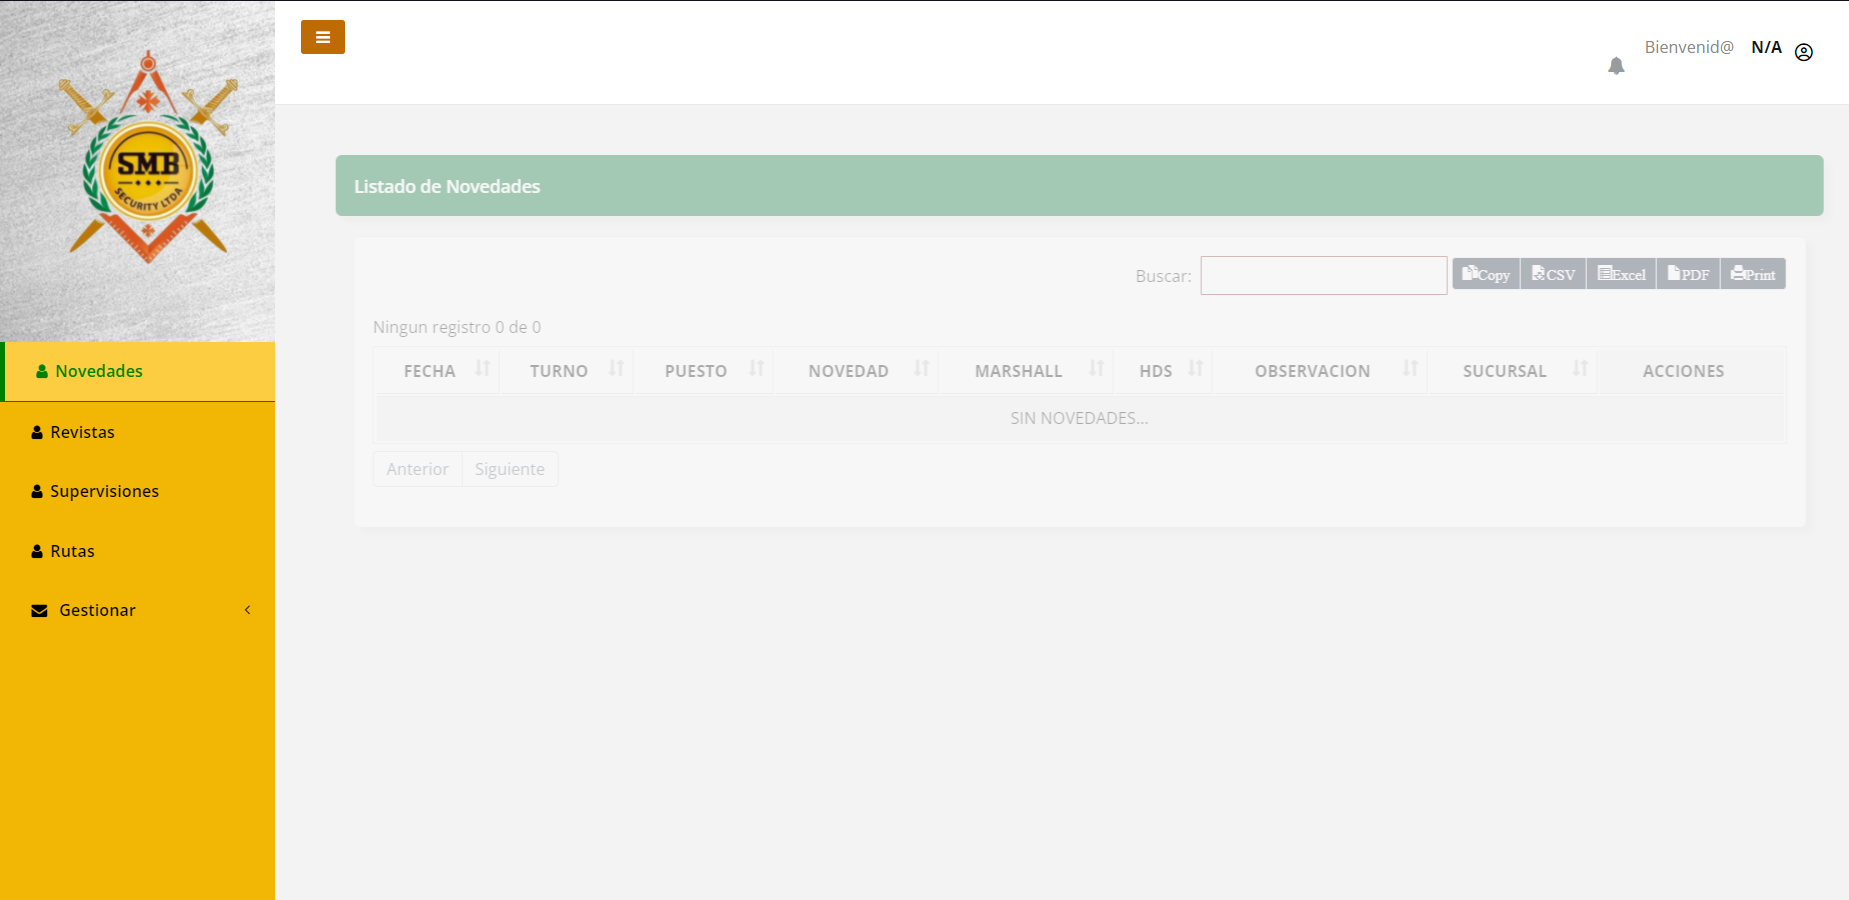 SMB
SECURITY LTDA
Bienvenid@ N/A
Novedades
Revistas
Supervisiones
Rutas
Gestionar
Listado de Novedades
Buscar:
Copy CSV Excel PDF Print
Ningun registro 0 de 0
FECHA TURNO PUESTO NOVEDAD MARSHALL HDS OBSERVACION SUCURSAL ACCIONES
SIN NOVEDADES...
Anterior Siguiente